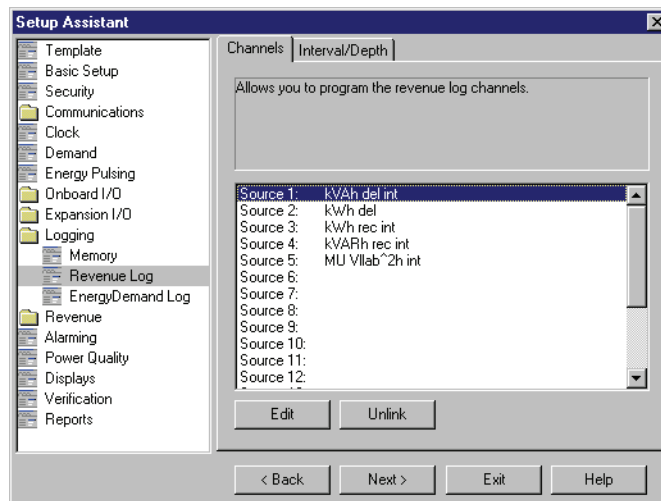 Setup Assistant
Template
Basic Setup
Security
Communications
Clock
Demand
Energy Pulsing
Onboard I/O
Expansion I/O
Logging
Memory
Revenue Log
EnergyDemand Log
Revenue
Alarming
Power Quality
Displays
Verification
Reports
Channels Interval/Depth
Allows you to program the revenue log channels.
Source 1: kVAh del int
Source 2: kWh del
Source 3: kWh rec int
Source 4: kVARh rec int
Source 5: MU Vllab^2h int
Source 6:
Source 7:
Source 8:
Source 9:
Source 10:
Source 11:
Source 12:
Edit Unlink
< Back Next > Exit Help